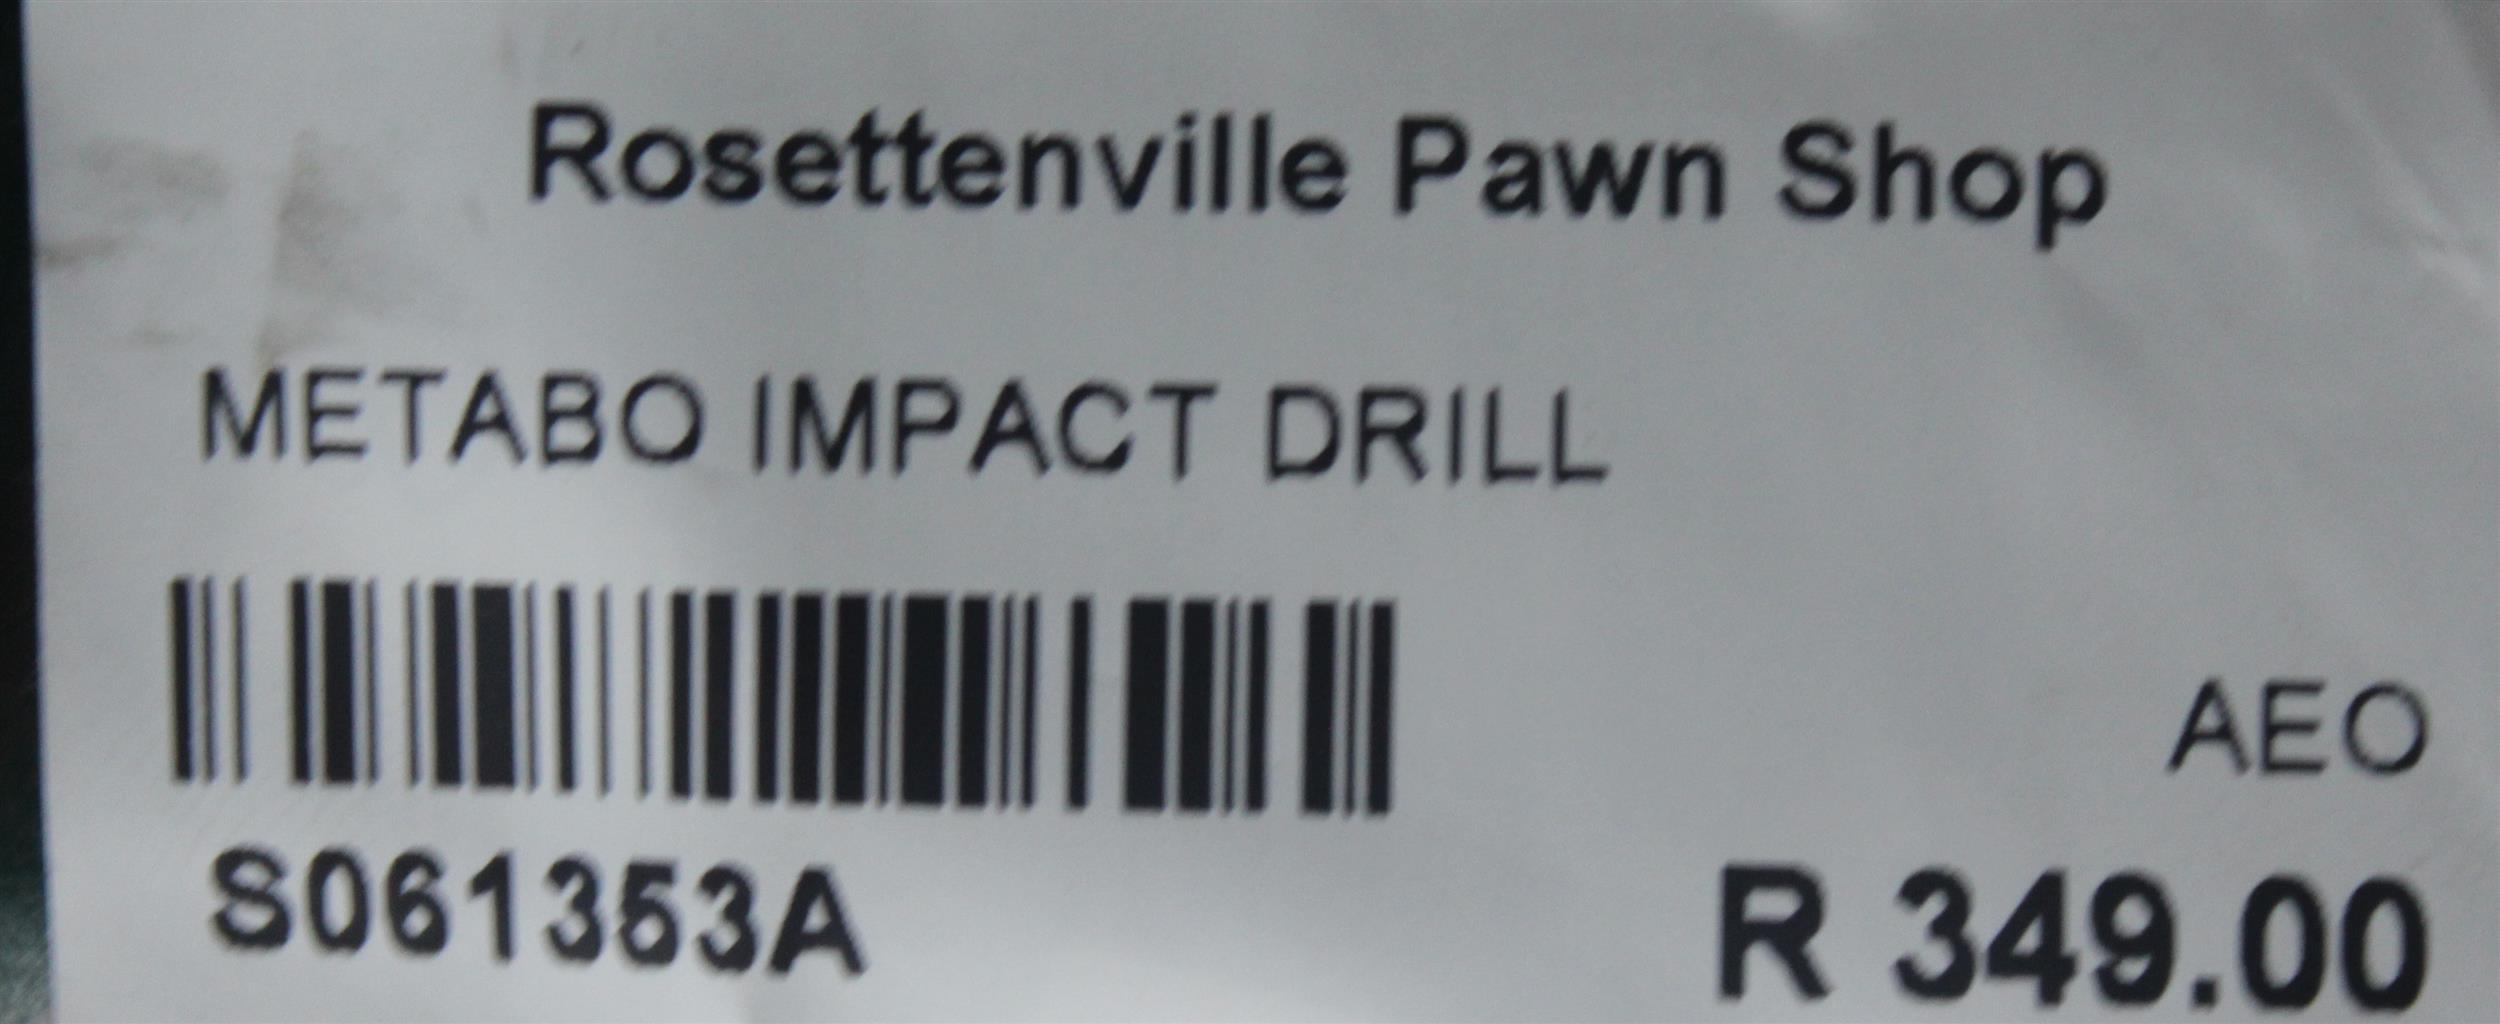 Rosettenville Pawn Shop
METABO IMPACT DRILL
AEO
S061353A
R 349.00